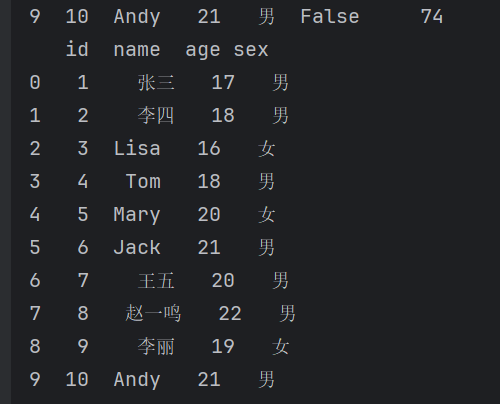 9  10  Andy   21   男  False     74
   id  name  age sex
0   1    张三   17   男
1   2    李四   18   男
2   3  Lisa   16   女
3   4   Tom   18   男
4   5  Mary   20   女
5   6  Jack   21   男
6   7    王五   20   男
7   8   赵一鸣   22   男
8   9    李丽   19   女
9  10  Andy   21   男